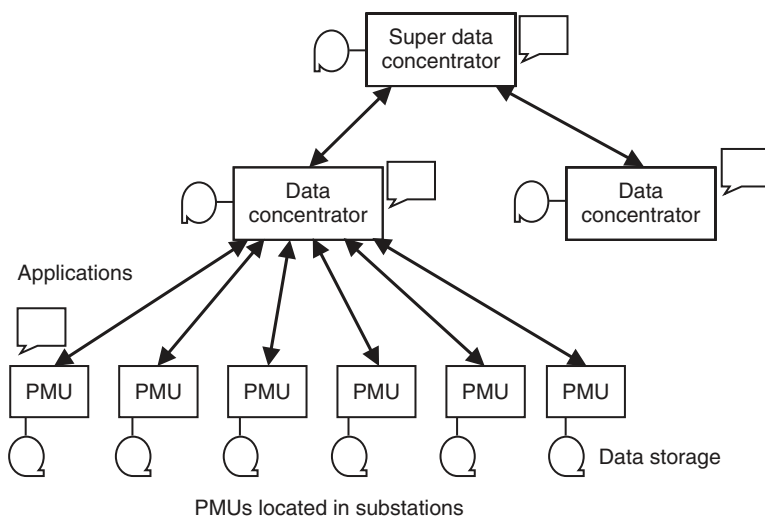 Super data
concentrator
Data
concentrator
Data
concentrator
Applications
PMU PMU PMU PMU PMU PMU
Data storage
PMUs located in substations